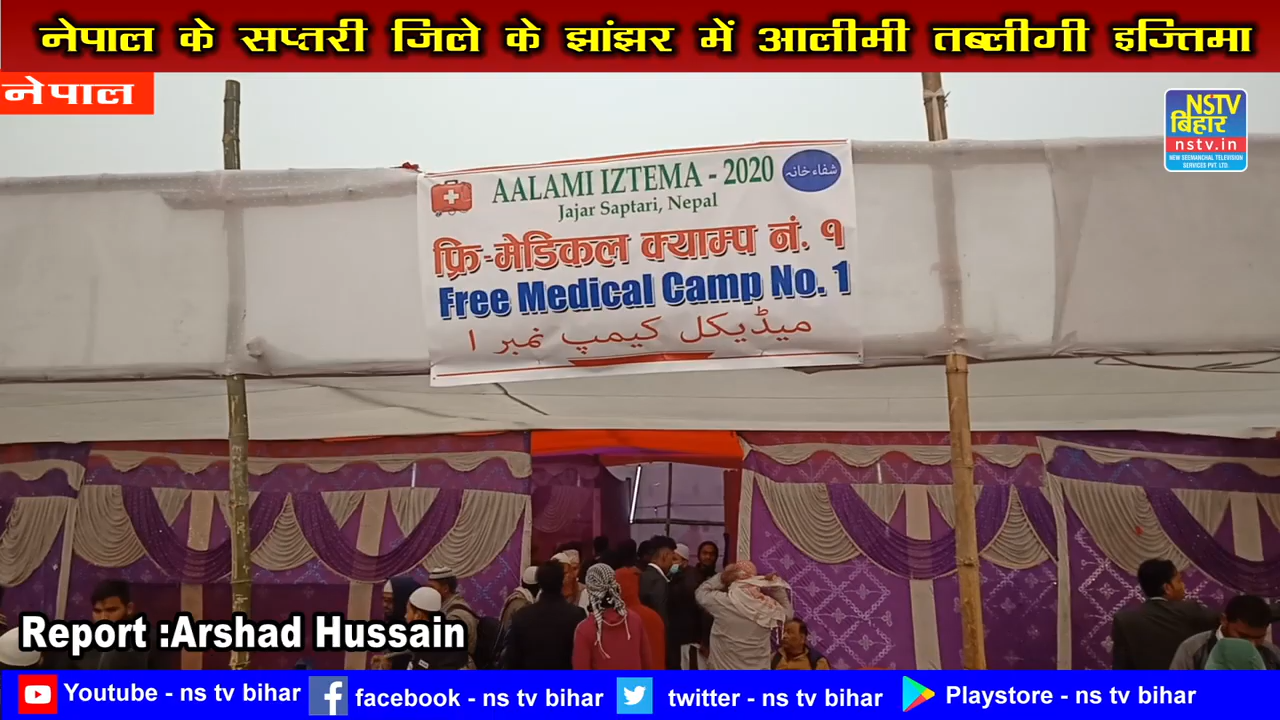 नेपाल के सप्तरी जिले के झांझर में आलीमी तब्लीगी इज्तिमा
नेपाल
NSTV
बिहार
nstv.in
NEW SEEMANCHAL TELEVISION
SERVICES PVT. LTD.
AALAMI IZTEMA - 2020
شفاء خانہ
Jajar Saptari, Nepal
फ्रि-मेडिकल क्याम्प नं. १
Free Medical Camp No. 1
میڈیکل کیمپ نمبر ۱
Report :Arshad Hussain
Youtube - ns tv bihar
facebook - ns tv bihar
twitter - ns tv bihar
Playstore - ns tv bihar